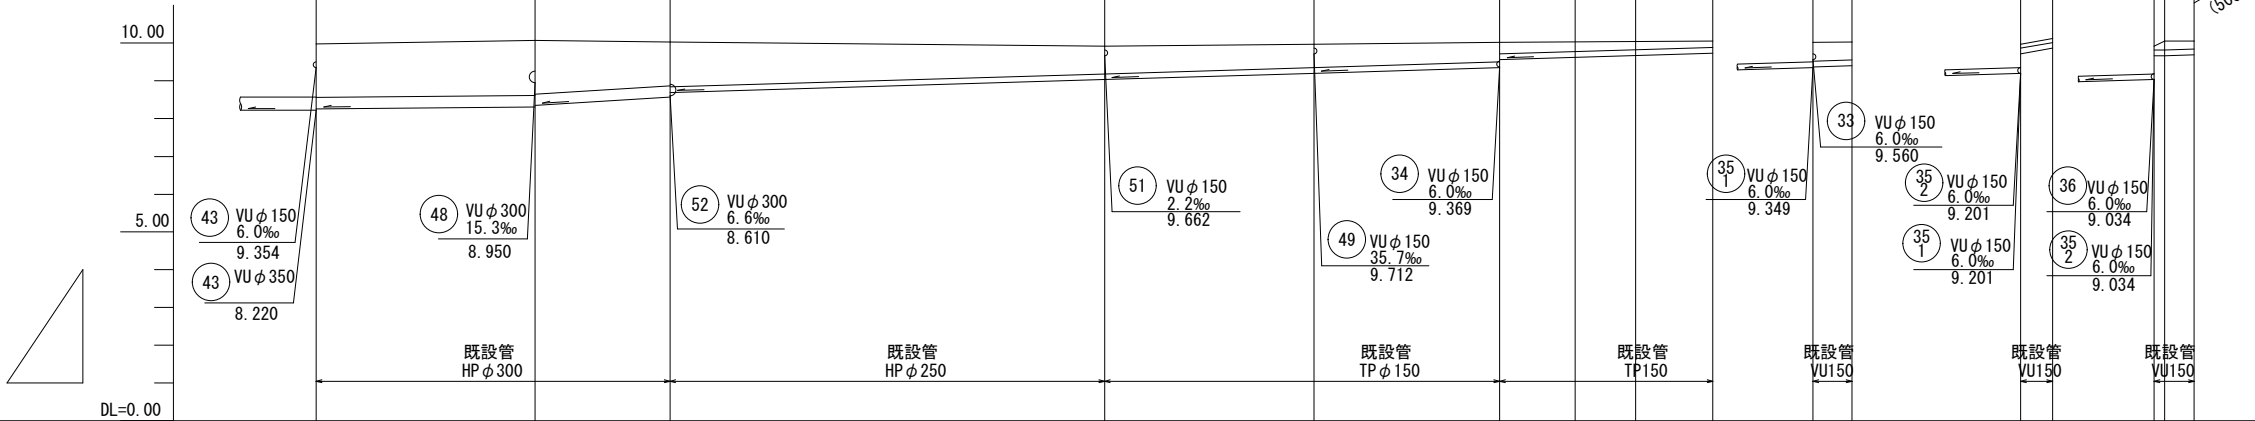 10.00
5.00
DL=0.00
43 VUφ150
6.0‰
9.354
43 VUφ350
8.220
48 VUφ300
15.3‰
8.950
52 VUφ300
6.6‰
8.610
51 VUφ150
2.2‰
9.662
49 VUφ150
35.7‰
9.712
34 VUφ150
6.0‰
9.369
35
1
VUφ150
6.0‰
9.349
33 VUφ150
6.0‰
9.560
35
2
VUφ150
6.0‰
9.201
35
1
VUφ150
6.0‰
9.201
36 VUφ150
6.0‰
9.034
35
2
VUφ150
6.0‰
9.034
既設管
HPφ300
既設管
HPφ250
既設管
TPφ150
既設管
TP150
既設管
VU150
既設管
VU150
既設管
VU150